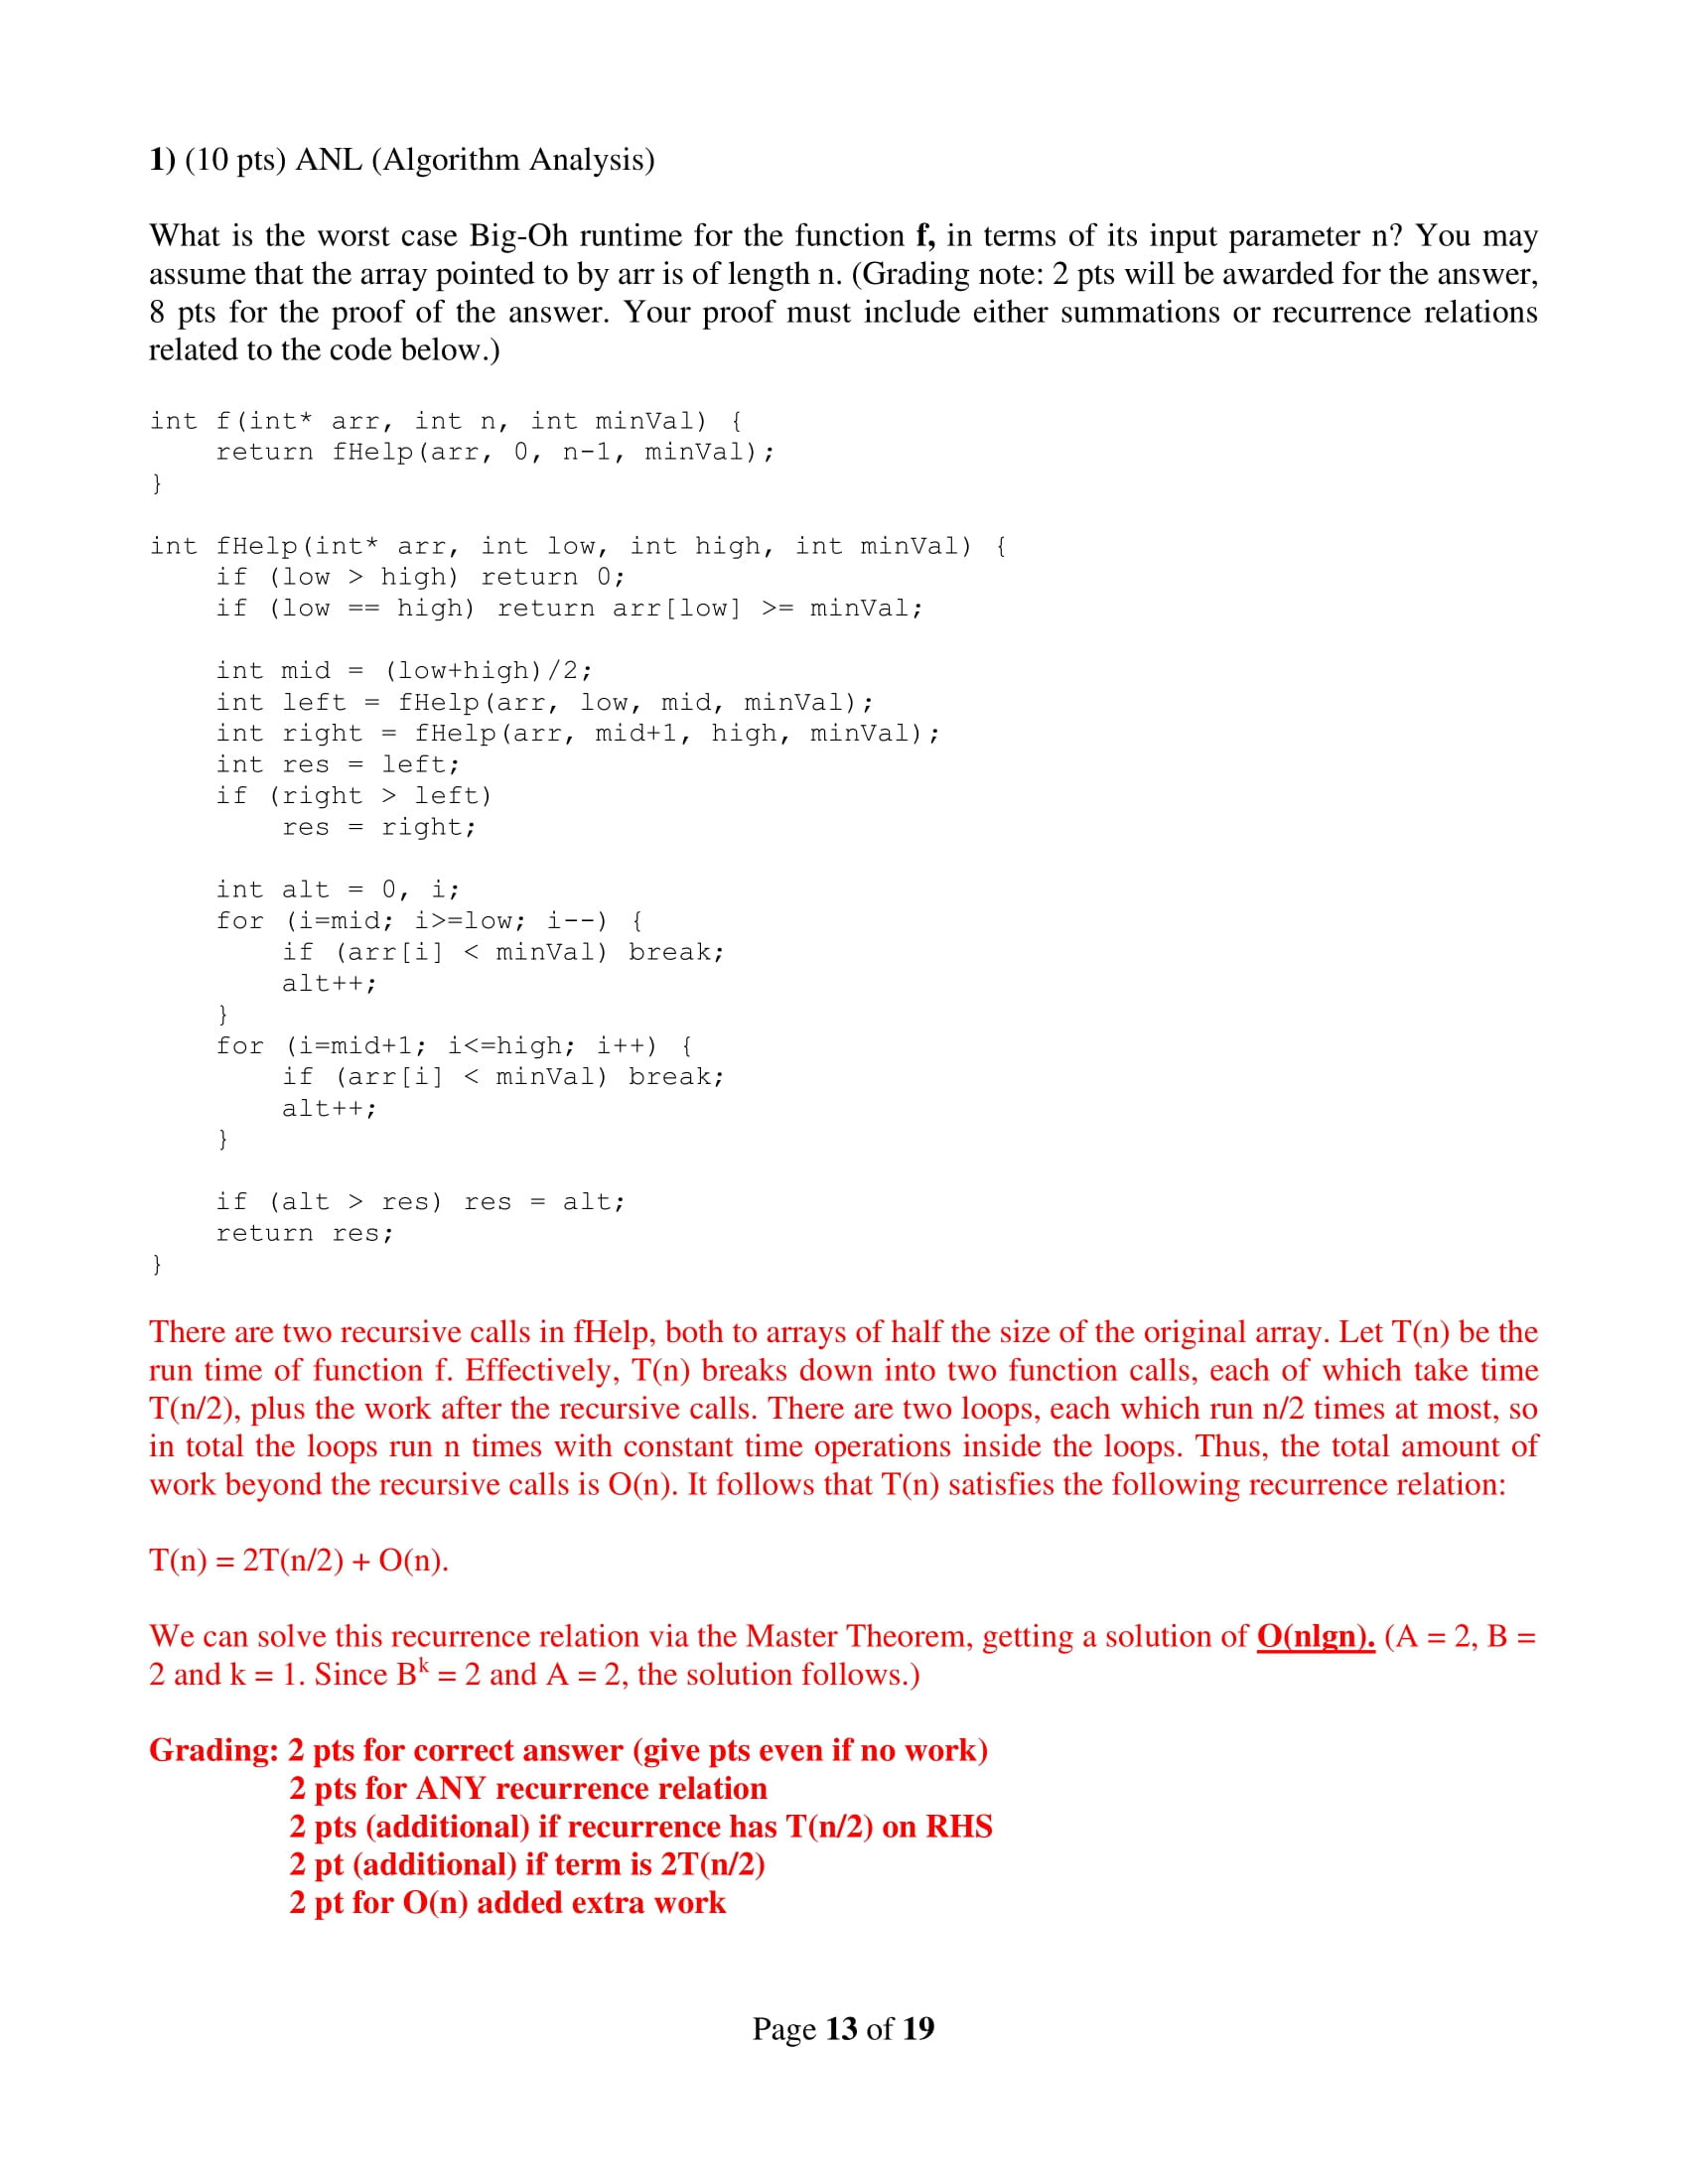 1) (10 pts) ANL (Algorithm Analysis)
What is the worst case Big-Oh runtime for the function f, in terms of its input parameter n? You may
assume that the array pointed to by arr is of length n. (Grading note: 2 pts will be awarded for the answer,
8 pts for the proof of the answer. Your proof must include either summations or recurrence relations
related to the code below.)
int f(int* arr, int n, int minVal) {
    return fHelp(arr, 0, n-1, minVal);
}
int fHelp(int* arr, int low, int high, int minVal) {
    if (low > high) return 0;
    if (low == high) return arr[low] >= minVal;
    int mid = (low+high)/2;
    int left = fHelp(arr, low, mid, minVal);
    int right = fHelp(arr, mid+1, high, minVal);
    int res = left;
    if (right > left)
        res = right;
    int alt = 0, i;
    for (i=mid; i>=low; i--) {
        if (arr[i] < minVal) break;
        alt++;
    }
    for (i=mid+1; i<=high; i++) {
        if (arr[i] < minVal) break;
        alt++;
    }
    if (alt > res) res = alt;
    return res;
}
There are two recursive calls in fHelp, both to arrays of half the size of the original array. Let T(n) be the
run time of function f. Effectively, T(n) breaks down into two function calls, each of which take time
T(n/2), plus the work after the recursive calls. There are two loops, each which run n/2 times at most, so
in total the loops run n times with constant time operations inside the loops. Thus, the total amount of
work beyond the recursive calls is O(n). It follows that T(n) satisfies the following recurrence relation:
T(n) = 2T(n/2) + O(n).
We can solve this recurrence relation via the Master Theorem, getting a solution of O(nlgn). (A = 2, B =
2 and k = 1. Since B^k = 2 and A = 2, the solution follows.)
Grading: 2 pts for correct answer (give pts even if no work)
2 pts for ANY recurrence relation
2 pts (additional) if recurrence has T(n/2) on RHS
2 pt (additional) if term is 2T(n/2)
2 pt for O(n) added extra work
Page 13 of 19